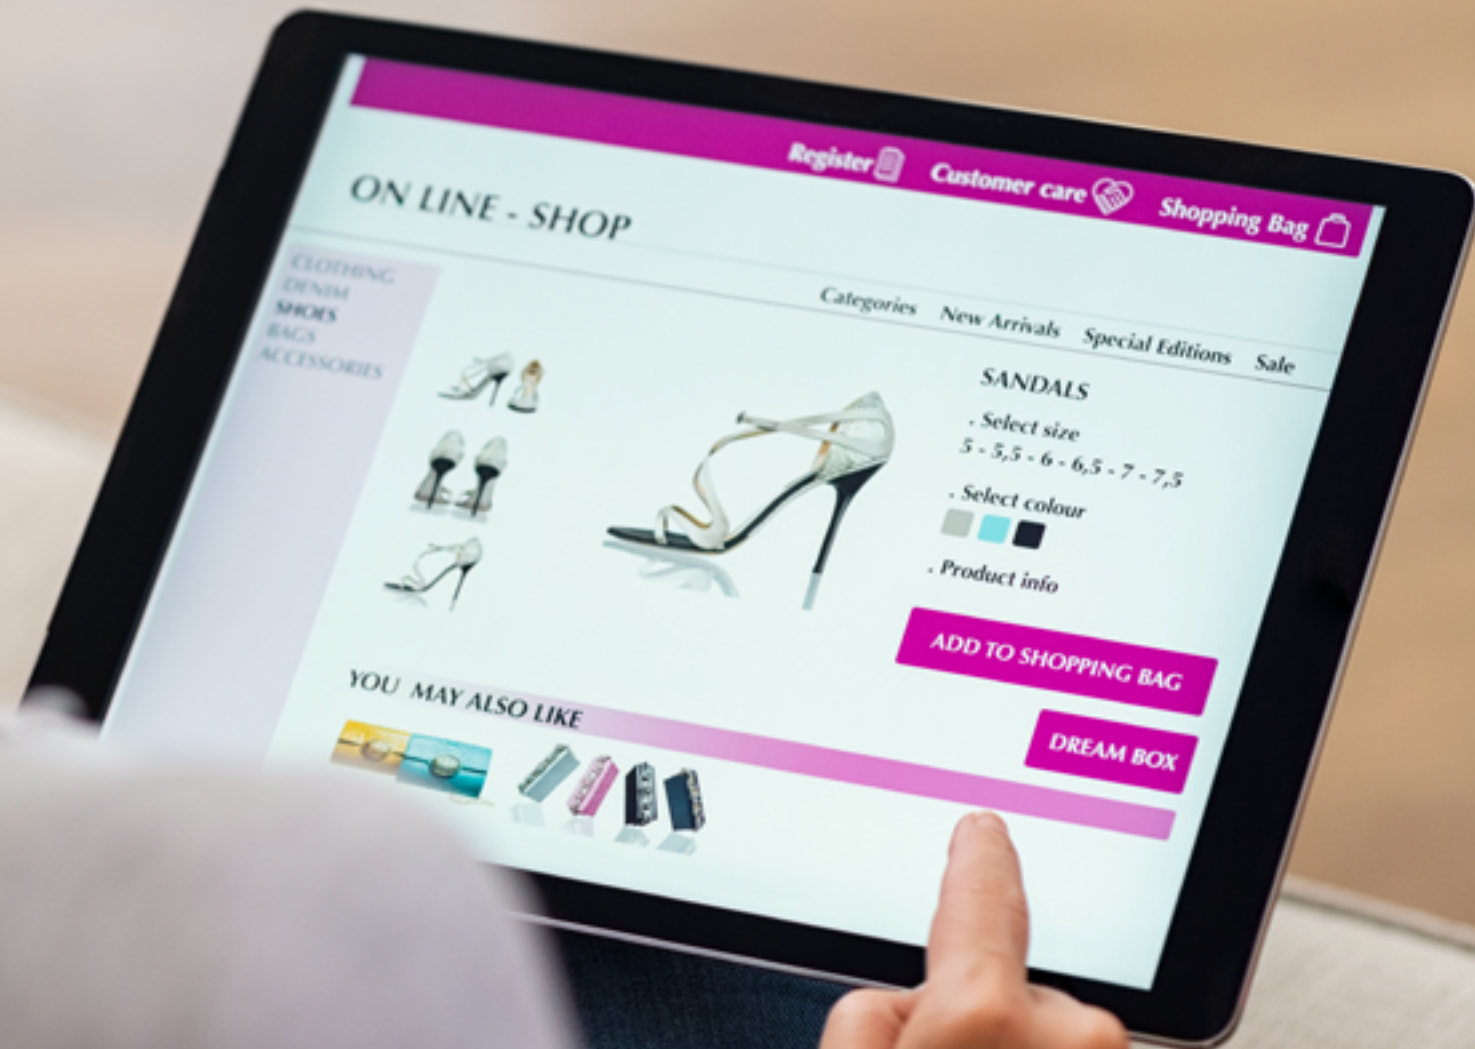 Register Customer care Shopping Bag
ON LINE - SHOP
Categories New Arrivals Special Editions Sale
CLOTHING
DENIM
SHOES
BAGS
ACCESSORIES
SANDALS
. Select size
5 - 5,5 - 6 - 6,5 - 7 - 7,5
. Select colour
. Product info
ADD TO SHOPPING BAG
DREAM BOX
YOU MAY ALSO LIKE